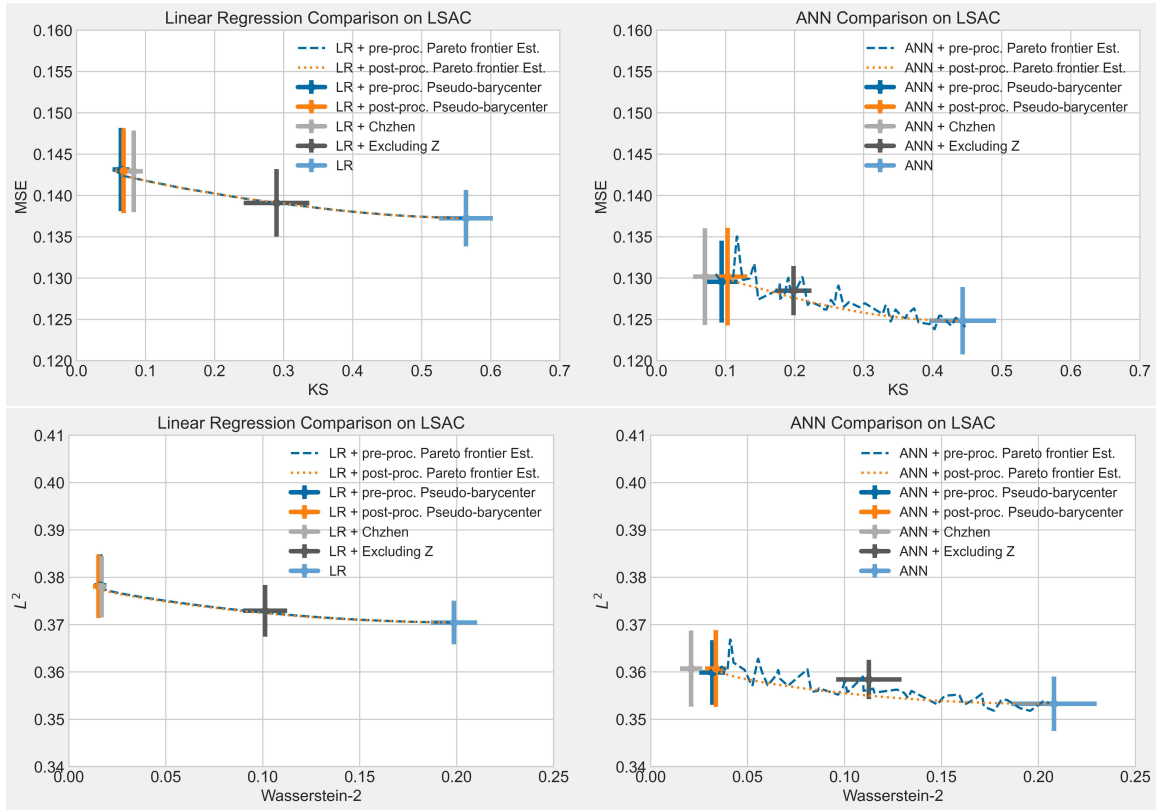 Linear Regression Comparison on LSAC
0.160
0.155
0.150
0.145
0.140
0.135
0.130
0.125
0.120
MSE
LR + pre-proc. Pareto frontier Est.
LR + post-proc. Pareto frontier Est.
LR + pre-proc. Pseudo-barycenter
LR + post-proc. Pseudo-barycenter
LR + Chzhen
LR + Excluding Z
LR
0.0 0.1 0.2 0.3 0.4 0.5 0.6 0.7
KS
ANN Comparison on LSAC
0.160
0.155
0.150
0.145
0.140
0.135
0.130
0.125
0.120
MSE
ANN + pre-proc. Pareto frontier Est.
ANN + post-proc. Pareto frontier Est.
ANN + pre-proc. Pseudo-barycenter
ANN + post-proc. Pseudo-barycenter
ANN + Chzhen
ANN + Excluding Z
ANN
0.0 0.1 0.2 0.3 0.4 0.5 0.6 0.7
KS
Linear Regression Comparison on LSAC
0.41
0.40
0.39
0.38
0.37
0.36
0.35
0.34
L²
LR + pre-proc. Pareto frontier Est.
LR + post-proc. Pareto frontier Est.
LR + pre-proc. Pseudo-barycenter
LR + post-proc. Pseudo-barycenter
LR + Chzhen
LR + Excluding Z
LR
0.00 0.05 0.10 0.15 0.20 0.25
Wasserstein-2
ANN Comparison on LSAC
0.41
0.40
0.39
0.38
0.37
0.36
0.35
0.34
L²
ANN + pre-proc. Pareto frontier Est.
ANN + post-proc. Pareto frontier Est.
ANN + pre-proc. Pseudo-barycenter
ANN + post-proc. Pseudo-barycenter
ANN + Chzhen
ANN + Excluding Z
ANN
0.00 0.05 0.10 0.15 0.20 0.25
Wasserstein-2